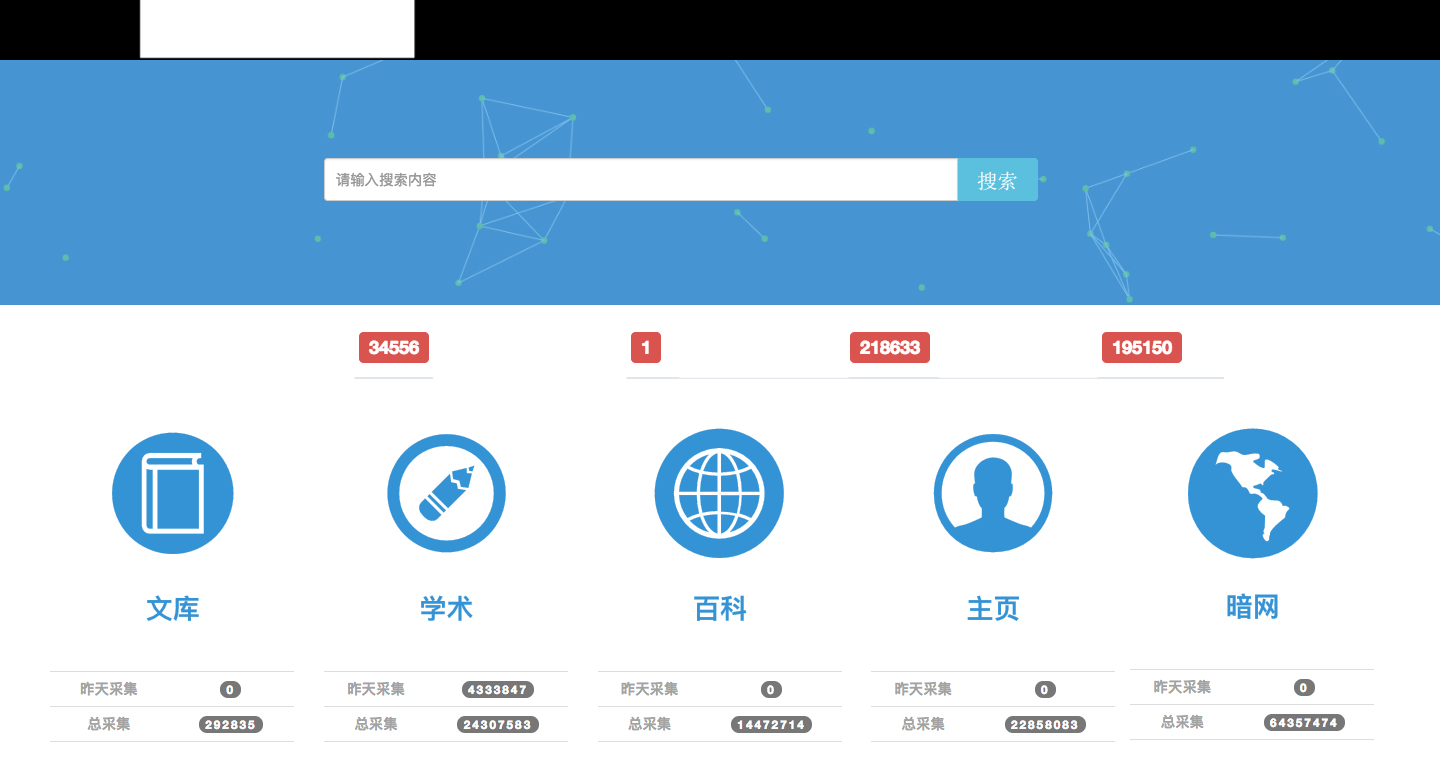 请输入搜索内容 搜索
34556 1 218633 195150
文库 学术 百科 主页 暗网
昨天采集 0 昨天采集 4333847 昨天采集 0 昨天采集 0 昨天采集 0
总采集 292835 总采集 24307583 总采集 14472714 总采集 22858083 总采集 64357474